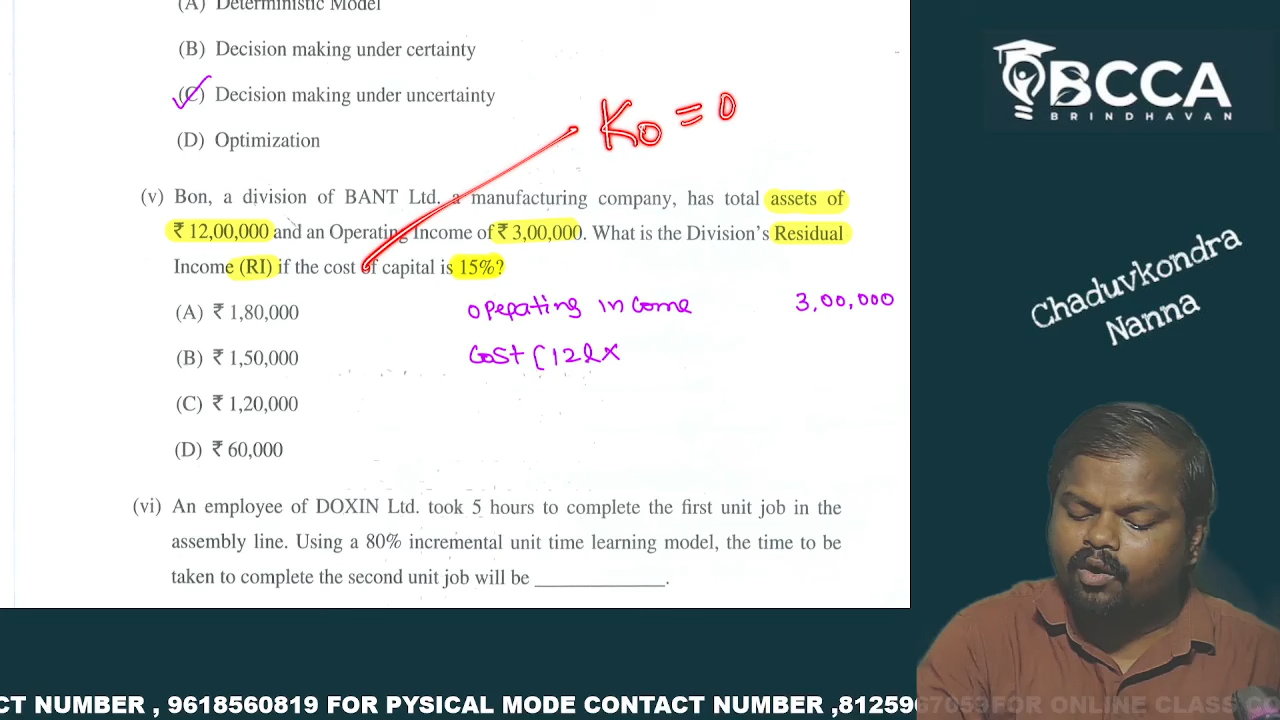 (A) Deterministic Model
(B) Decision making under certainty
(C) Decision making under uncertainty
(D) Optimization
K0 = 0
(v) Bon, a division of BANT Ltd. a manufacturing company, has total assets of
₹ 12,00,000 and an Operating Income of ₹ 3,00,000. What is the Division's Residual
Income (RI) if the cost of capital is 15%?
(A) ₹ 1,80,000
(B) ₹ 1,50,000
(C) ₹ 1,20,000
(D) ₹ 60,000
operating income 3,00,000
Cost (12L×
(vi) An employee of DOXIN Ltd. took 5 hours to complete the first unit job in the
assembly line. Using a 80% incremental unit time learning model, the time to be
taken to complete the second unit job will be ____________.
BCCA
BRINDHAVAN
Chaduvkondra
Nanna
CT NUMBER , 9618560819 FOR PYSICAL MODE CONTACT NUMBER ,8125967059FOR ONLINE CLASS CO